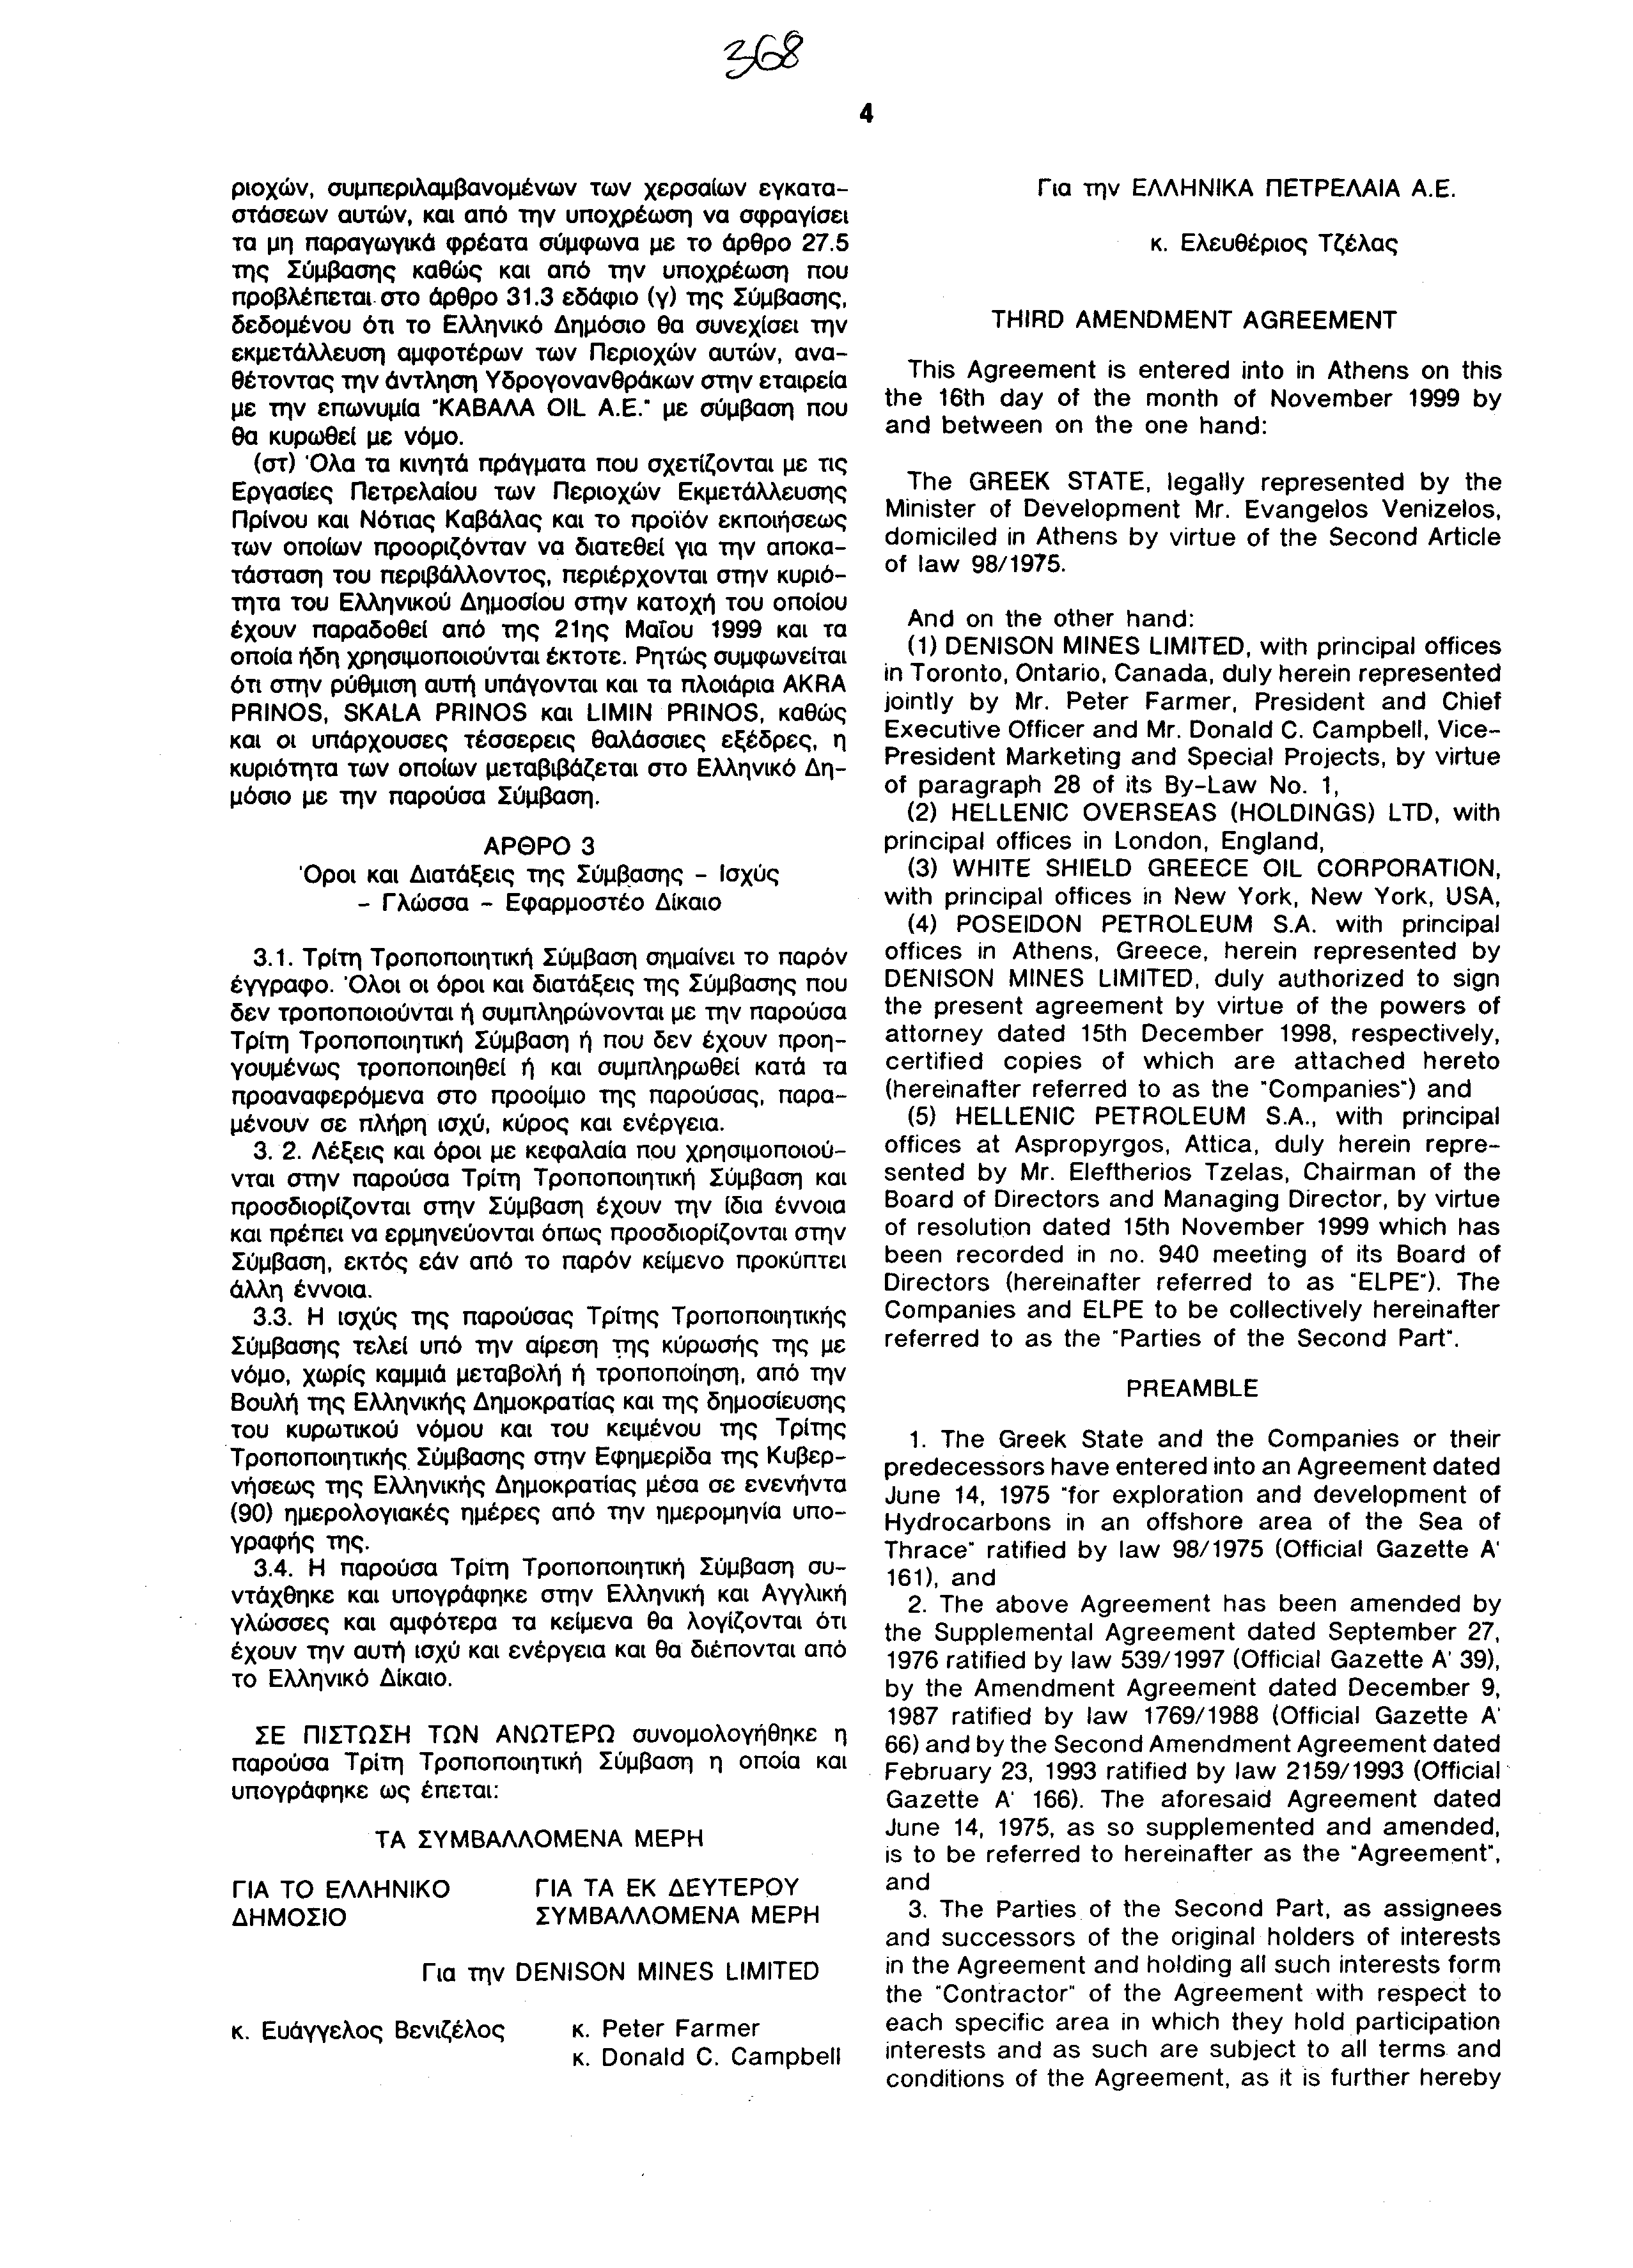 368
4
ριοχών, συμπεριλαμβανομένων των χερσαίων εγκατα-
στάσεων αυτών, και από την υποχρέωση να σφραγίσει
τα μη παραγωγικά φρέατα σύμφωνα με το άρθρο 27.5
της Σύμβασης καθώς και από την υποχρέωση που
προβλέπεται στο άρθρο 31.3 εδάφιο (γ) της Σύμβασης,
δεδομένου ότι το Ελληνικό Δημόσιο θα συνεχίσει την
εκμετάλλευση αμφοτέρων των Περιοχών αυτών, ανα-
θέτοντας την άντληση Υδρογονανθράκων στην εταιρεία
με την επωνυμία "ΚΑΒΑΛΑ OIL Α.Ε." με σύμβαση που
θα κυρωθεί με νόμο.
(στ) Όλα τα κινητά πράγματα που σχετίζονται με τις
Εργασίες Πετρελαίου των Περιοχών Εκμετάλλευσης
Πρίνου και Νότιας Καβάλας και το προϊόν εκποιήσεως
των οποίων προοριζόνταν να διατεθεί για την αποκα-
τάσταση του περιβάλλοντος, περιέρχονται στην κυριό-
τητα του Ελληνικού Δημοσίου στην κατοχή του οποίου
έχουν παραδοθεί από της 21ης Μαΐου 1999 και τα
οποία ήδη χρησιμοποιούνται έκτοτε. Ρητώς συμφωνείται
ότι στην ρύθμιση αυτή υπάγονται και τα πλοιάρια AKRA
PRINOS, SKALA PRINOS και LIMIN PRINOS, καθώς
και οι υπάρχουσες τέσσερεις θαλάσσιες εξέδρες, η
κυριότητα των οποίων μεταβιβάζεται στο Ελληνικό Δη-
μόσιο με την παρούσα Σύμβαση.
ΑΡΘΡΟ 3
Όροι και Διατάξεις της Σύμβασης - Ισχύς
- Γλώσσα - Εφαρμοστέο Δίκαιο
3.1. Τρίτη Τροποποιητική Σύμβαση σημαίνει το παρόν
έγγραφο. Όλοι οι όροι και διατάξεις της Σύμβασης που
δεν τροποποιούνται ή συμπληρώνονται με την παρούσα
Τρίτη Τροποποιητική Σύμβαση ή που δεν έχουν προη-
γουμένως τροποποιηθεί ή και συμπληρωθεί κατά τα
προαναφερόμενα στο προοίμιο της παρούσας, παρα-
μένουν σε πλήρη ισχύ, κύρος και ενέργεια.
3. 2. Λέξεις και όροι με κεφαλαία που χρησιμοποιού-
νται στην παρούσα Τρίτη Τροποποιητική Σύμβαση και
προσδιορίζονται στην Σύμβαση έχουν την ίδια έννοια
και πρέπει να ερμηνεύονται όπως προσδιορίζονται στην
Σύμβαση, εκτός εάν από το παρόν κείμενο προκύπτει
άλλη έννοια.
3.3. Η ισχύς της παρούσας Τρίτης Τροποποιητικής
Σύμβασης τελεί υπό την αίρεση της κύρωσής της με
νόμο, χωρίς καμμιά μεταβολή ή τροποποίηση, από την
Βουλή της Ελληνικής Δημοκρατίας και της δημοσίευσης
του κυρωτικού νόμου και του κειμένου της Τρίτης
Τροποποιητικής Σύμβασης στην Εφημερίδα της Κυβερ-
νήσεως της Ελληνικής Δημοκρατίας μέσα σε ενενήντα
(90) ημερολογιακές ημέρες από την ημερομηνία υπο-
γραφής της.
3.4. Η παρούσα Τρίτη Τροποποιητική Σύμβαση συ-
ντάχθηκε και υπογράφηκε στην Ελληνική και Αγγλική
γλώσσες και αμφότερα τα κείμενα θα λογίζονται ότι
έχουν την αυτή ισχύ και ενέργεια και θα διέπονται από
το Ελληνικό Δίκαιο.
ΣΕ ΠΙΣΤΩΣΗ ΤΩΝ ΑΝΩΤΕΡΩ συνομολογήθηκε η
παρούσα Τρίτη Τροποποιητική Σύμβαση η οποία και
υπογράφηκε ως έπεται:
ΤΑ ΣΥΜΒΑΛΛΟΜΕΝΑ ΜΕΡΗ
ΓΙΑ ΤΟ ΕΛΛΗΝΙΚΟ ΓΙΑ ΤΑ ΕΚ ΔΕΥΤΕΡΟΥ
ΔΗΜΟΣΙΟ ΣΥΜΒΑΛΛΟΜΕΝΑ ΜΕΡΗ
Για την DENISON MINES LIMITED
κ. Ευάγγελος Βενιζέλος κ. Peter Farmer
κ. Donald C. Campbell
Για την ΕΛΛΗΝΙΚΑ ΠΕΤΡΕΛΑΙΑ Α.Ε.
κ. Ελευθέριος Τζέλας
THIRD AMENDMENT AGREEMENT
This Agreement is entered into in Athens on this
the 16th day of the month of November 1999 by
and between on the one hand:
The GREEK STATE, legally represented by the
Minister of Development Mr. Evangelos Venizelos,
domiciled in Athens by virtue of the Second Article
of law 98/1975.
And on the other hand:
(1) DENISON MINES LIMITED, with principal offices
in Toronto, Ontario, Canada, duly herein represented
jointly by Mr. Peter Farmer, President and Chief
Executive Officer and Mr. Donald C. Campbell, Vice-
President Marketing and Special Projects, by virtue
of paragraph 28 of its By-Law No. 1,
(2) HELLENIC OVERSEAS (HOLDINGS) LTD, with
principal offices in London, England,
(3) WHITE SHIELD GREECE OIL CORPORATION,
with principal offices in New York, New York, USA,
(4) POSEIDON PETROLEUM S.A. with principal
offices in Athens, Greece, herein represented by
DENISON MINES LIMITED, duly authorized to sign
the present agreement by virtue of the powers of
attorney dated 15th December 1998, respectively,
certified copies of which are attached hereto
(hereinafter referred to as the "Companies") and
(5) HELLENIC PETROLEUM S.A., with principal
offices at Aspropyrgos, Attica, duly herein repre-
sented by Mr. Eleftherios Tzelas, Chairman of the
Board of Directors and Managing Director, by virtue
of resolution dated 15th November 1999 which has
been recorded in no. 940 meeting of its Board of
Directors (hereinafter referred to as "ELPE"). The
Companies and ELPE to be collectively hereinafter
referred to as the "Parties of the Second Part".
PREAMBLE
1. The Greek State and the Companies or their
predecessors have entered into an Agreement dated
June 14, 1975 "for exploration and development of
Hydrocarbons in an offshore area of the Sea of
Thrace" ratified by law 98/1975 (Official Gazette A'
161), and
2. The above Agreement has been amended by
the Supplemental Agreement dated September 27,
1976 ratified by law 539/1997 (Official Gazette A' 39),
by the Amendment Agreement dated December 9,
1987 ratified by law 1769/1988 (Official Gazette A'
66) and by the Second Amendment Agreement dated
February 23, 1993 ratified by law 2159/1993 (Official
Gazette A' 166). The aforesaid Agreement dated
June 14, 1975, as so supplemented and amended,
is to be referred to hereinafter as the "Agreement",
and
3. The Parties of the Second Part, as assignees
and successors of the original holders of interests
in the Agreement and holding all such interests form
the "Contractor" of the Agreement with respect to
each specific area in which they hold participation
interests and as such are subject to all terms and
conditions of the Agreement, as it is further hereby